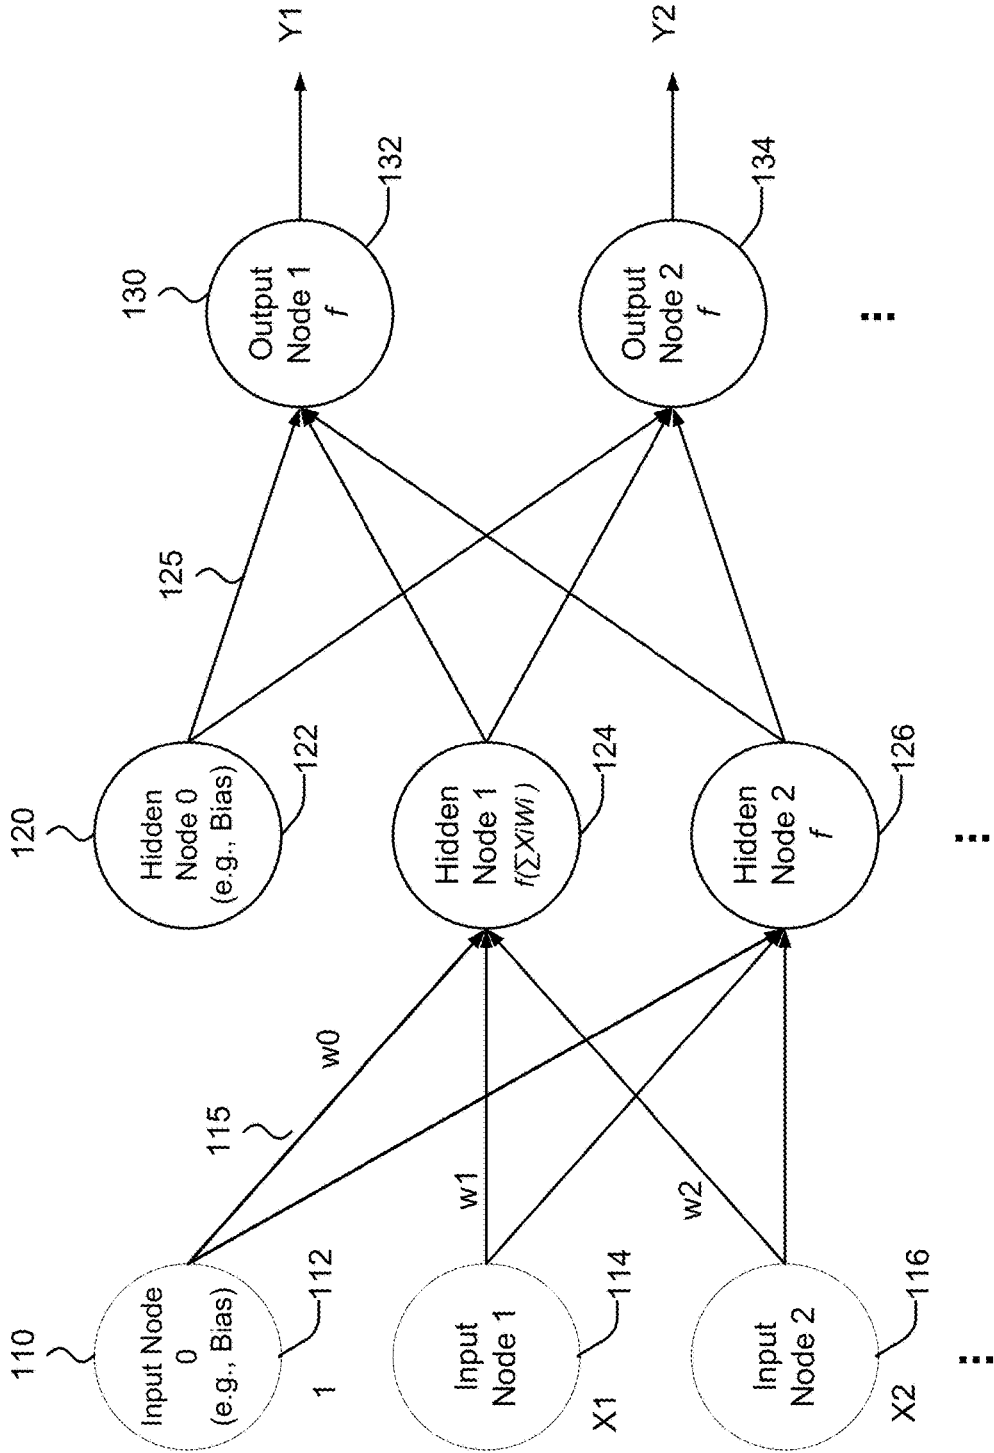 110
Input Node
0
(e.g., Bias)
112
1
Input
Node 1
114
X1
Input
Node 2
116
X2
115
w0
w1
w2
120
Hidden
Node 0
(e.g., Bias)
122
Hidden
Node 1
f(∑XiWi )
124
Hidden
Node 2
f
126
125
130
Output
Node 1
f
132
Y1
Output
Node 2
f
134
Y2